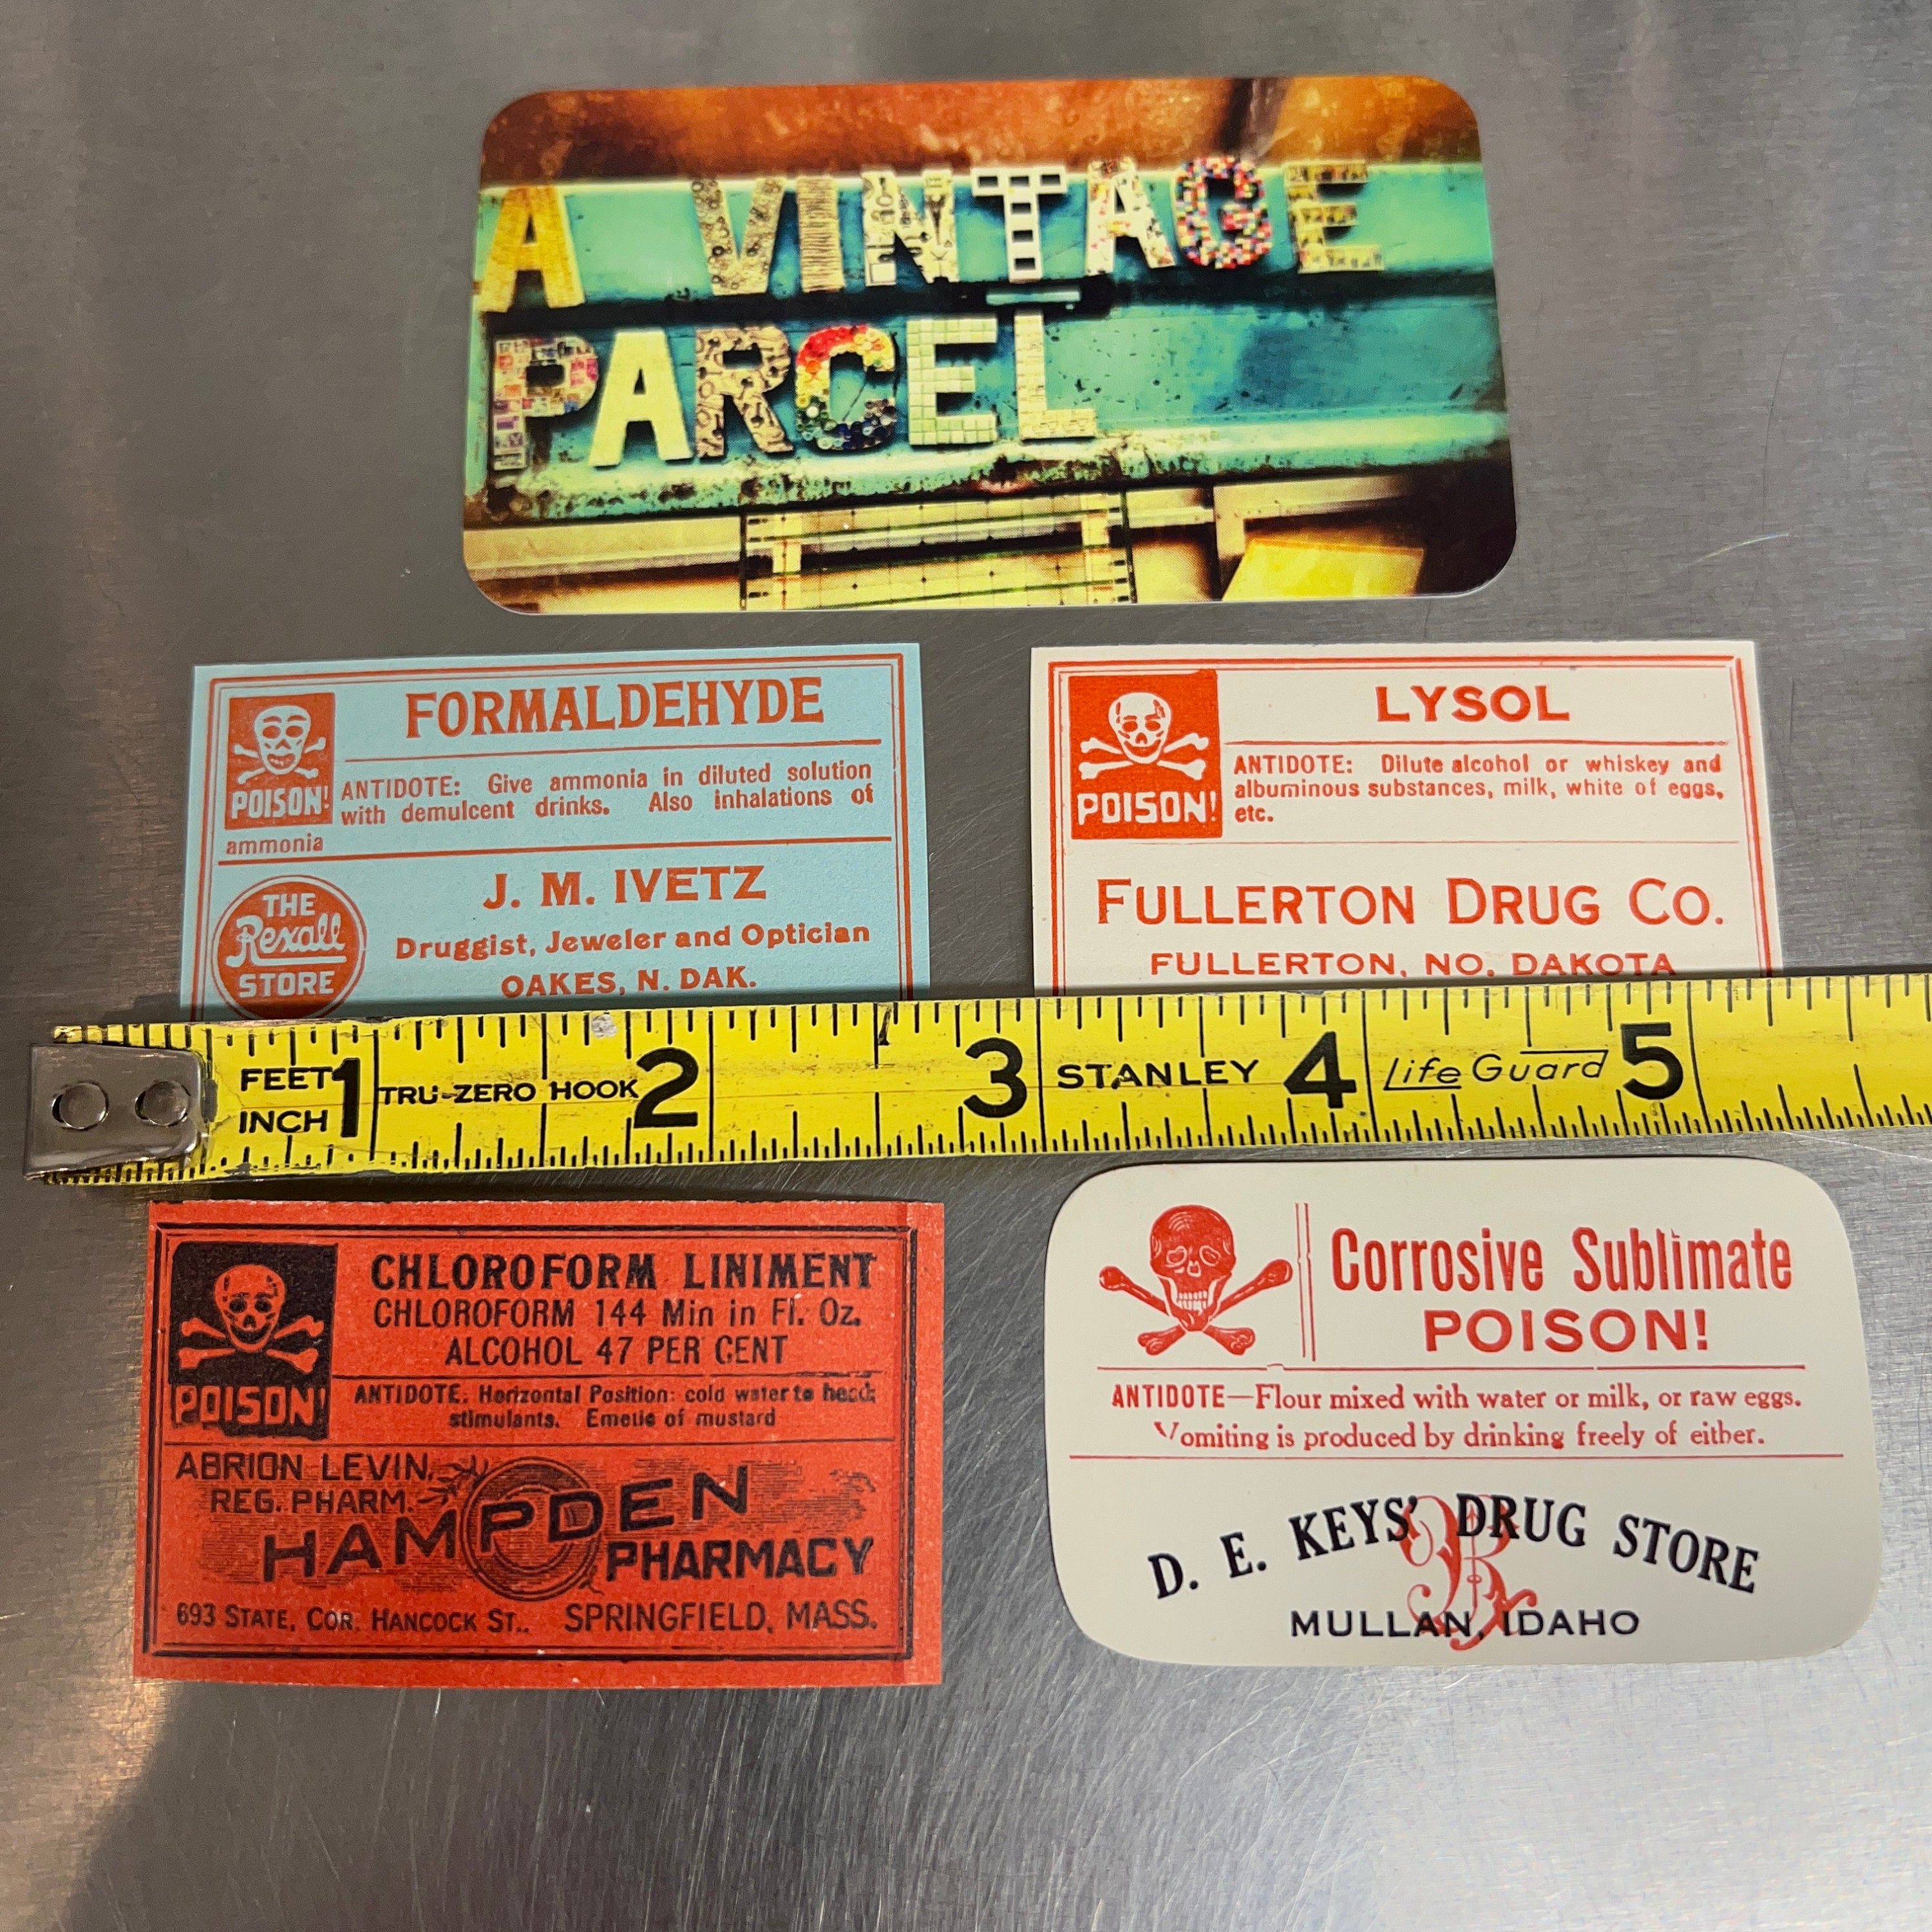 A VINTAGE
PARCEL
FORMALDEHYDE
POISON!
ANTIDOTE: Give ammonia in diluted solution
with demulcent drinks. Also inhalations of
ammonia
THE
Rexall
STORE
J. M. IVETZ
Druggist, Jeweler and Optician
OAKES, N. DAK.
LYSOL
POISON!
ANTIDOTE: Dilute alcohol or whiskey and
albuminous substances, milk, white of eggs,
etc.
FULLERTON DRUG CO.
FULLERTON, NO. DAKOTA
FEET
INCH
1
TRU-ZERO HOOK
2
3
STANLEY
4
Life Guard
5
CHLOROFORM LINIMENT
CHLOROFORM 144 Min in Fl. Oz.
ALCOHOL 47 PER CENT
POISON!
ANTIDOTE. Horizontal Position: cold water to head;
stimulants. Emetic of mustard
ABRION LEVIN,
REG. PHARM.
HAMPDEN
PHARMACY
693 STATE, COR. HANCOCK ST., SPRINGFIELD, MASS.
Corrosive Sublimate
POISON!
ANTIDOTE—Flour mixed with water or milk, or raw eggs.
Vomiting is produced by drinking freely of either.
D. E. KEYS' DRUG STORE
MULLAN, IDAHO